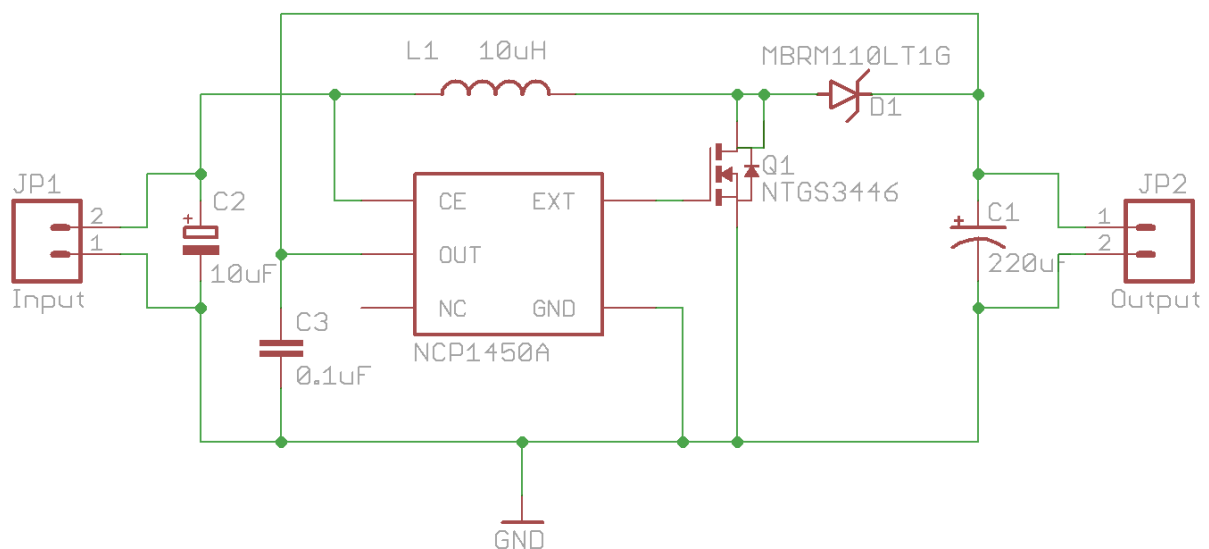 L1 10uH
MBRM110LT1G
D1
JP1
2
1
Input
C2
+
10uF
CE
EXT
OUT
NC
GND
NCP1450A
Q1
NTGS3446
C3
0.1uF
C1
+
220uF
JP2
1
2
Output
GND